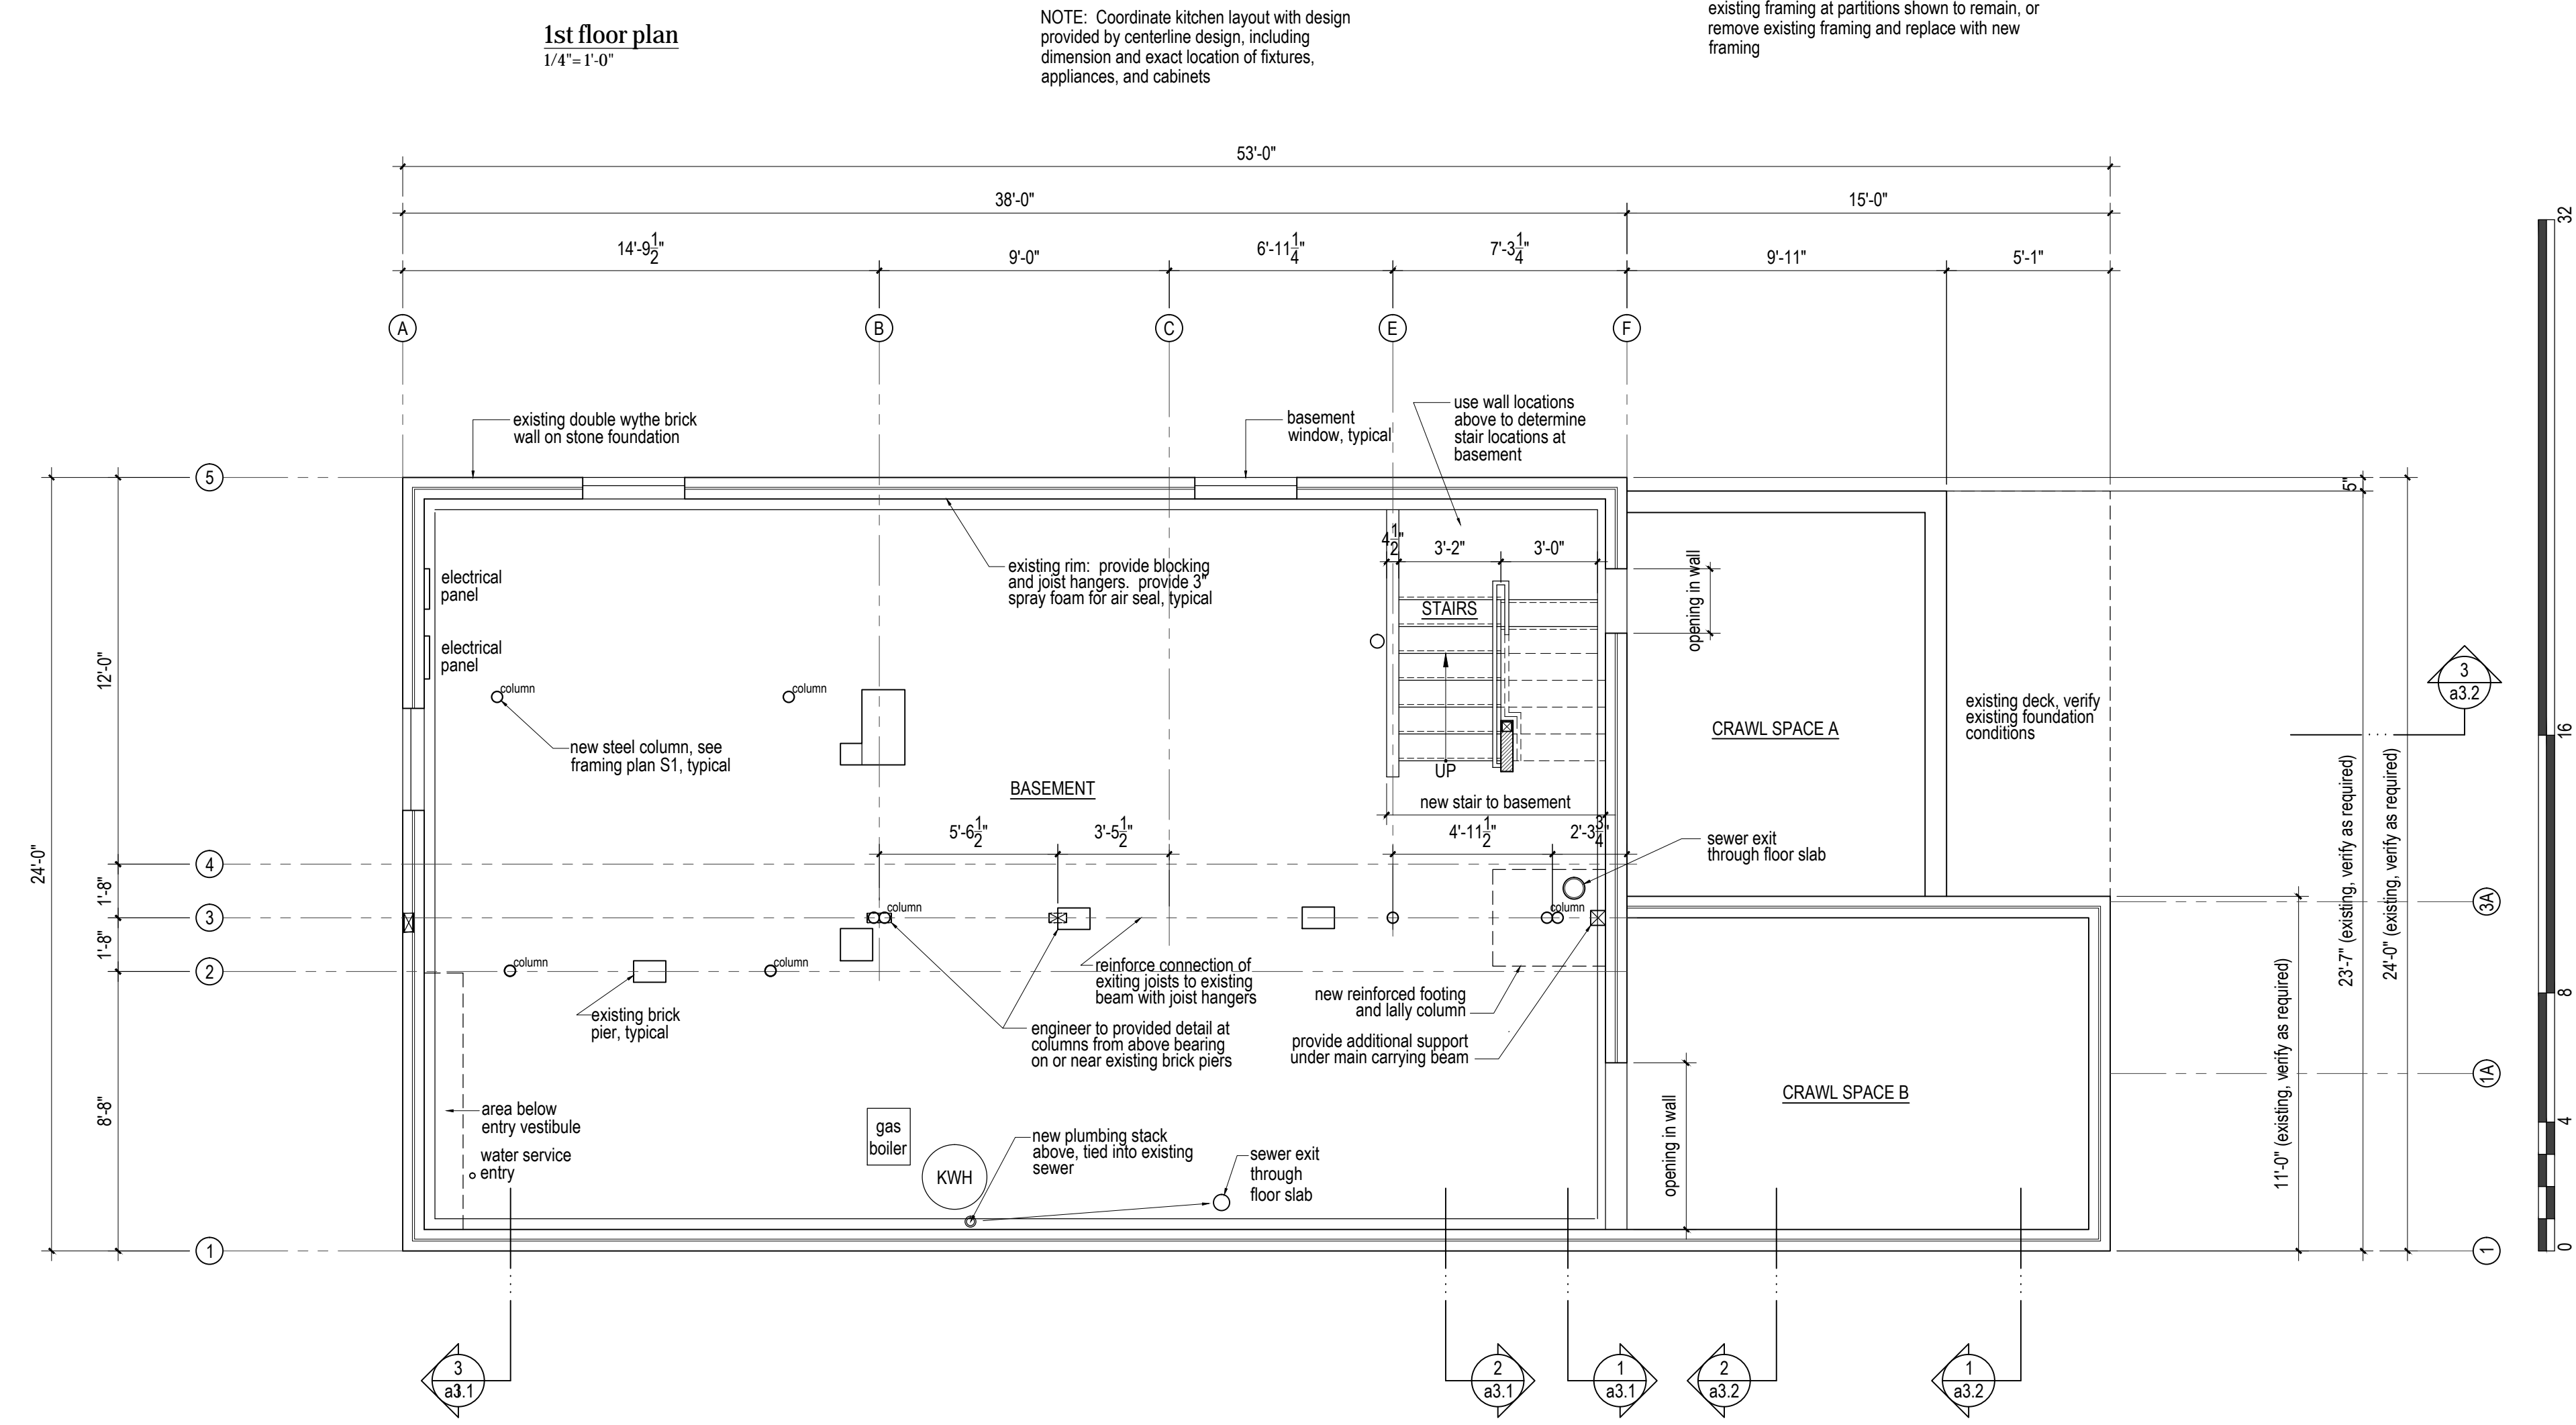 1st floor plan
1/4"=1'-0"
NOTE:  Coordinate kitchen layout with design
provided by centerline design, including
dimension and exact location of fixtures,
appliances, and cabinets
existing framing at partitions shown to remain, or
remove existing framing and replace with new
framing
53'-0"
38'-0"
15'-0"
14'-9 1/2"
9'-0"
6'-11 1/4"
7'-3 1/4"
9'-11"
5'-1"
A
B
C
E
F
existing double wythe brick
wall on stone foundation
basement
window, typical
use wall locations
above to determine
stair locations at
basement
5
5"
4 1/2"
3'-2"
3'-0"
existing rim:  provide blocking
and joist hangers.  provide 3"
spray foam for air seal, typical
electrical
panel
electrical
panel
STAIRS
opening in wall
12'-0"
column
column
new steel column, see
framing plan S1, typical
BASEMENT
UP
new stair to basement
CRAWL SPACE A
existing deck, verify
existing foundation
conditions
3
a3.2
5'-6 1/2"
3'-5 1/2"
4'-11 1/2"
2'-3 3/4"
sewer exit
through floor slab
24'-0"
4
1'-8"
3
1'-8"
2
column
column
column
column
reinforce connection of
exiting joists to existing
beam with joist hangers
existing brick
pier, typical
engineer to provided detail at
columns from above bearing
on or near existing brick piers
new reinforced footing
and lally column
provide additional support
under main carrying beam
3A
1A
23'-7" (existing, verify as required)
24'-0" (existing, verify as required)
11'-0" (existing, verify as required)
8'-8"
area below
entry vestibule
water service
entry
gas
boiler
KWH
new plumbing stack
above, tied into existing
sewer
sewer exit
through
floor slab
opening in wall
CRAWL SPACE B
1
1
32
16
8
4
0
3
a3.1
2
a3.1
1
a3.1
2
a3.2
1
a3.2